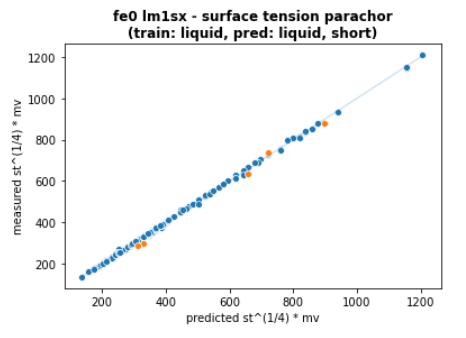 fe0 lm1sx - surface tension parachor
(train: liquid, pred: liquid, short)
1200
1000
800
600
400
200
measured st^(1/4) * mv
200 400 600 800 1000 1200
predicted st^(1/4) * mv